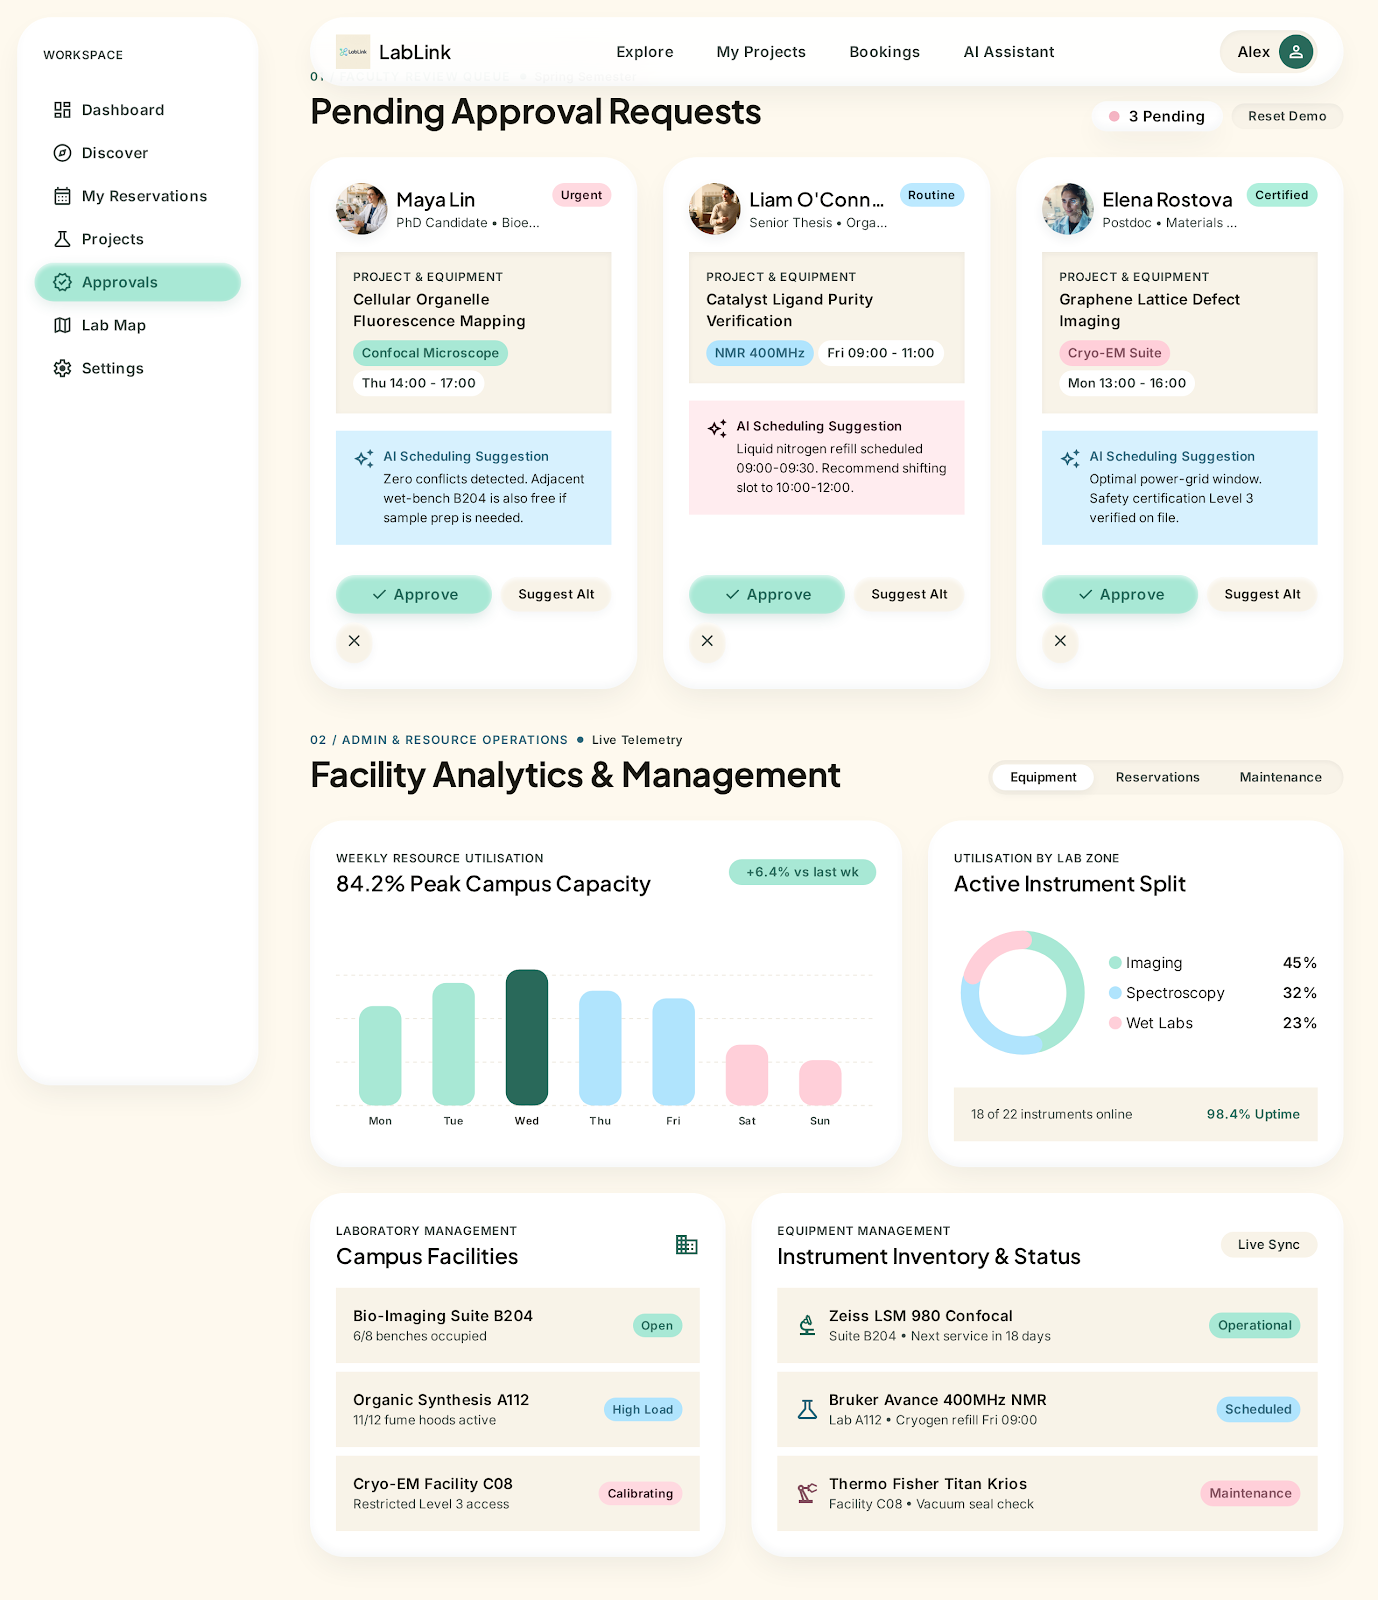 WORKSPACE
Dashboard
Discover
My Reservations
Projects
Approvals
Lab Map
Settings
LabLink
LabLink
Explore
My Projects
Bookings
AI Assistant
Alex
01 / FACULTY REVIEW QUEUE • Spring Semester
Pending Approval Requests
3 Pending
Reset Demo
Maya Lin
Urgent
PhD Candidate • Bioe...
PROJECT & EQUIPMENT
Cellular Organelle
Fluorescence Mapping
Confocal Microscope
Thu 14:00 - 17:00
AI Scheduling Suggestion
Zero conflicts detected. Adjacent
wet-bench B204 is also free if
sample prep is needed.
Approve
Suggest Alt
Liam O'Conn...
Routine
Senior Thesis • Orga...
PROJECT & EQUIPMENT
Catalyst Ligand Purity
Verification
NMR 400MHz
Fri 09:00 - 11:00
AI Scheduling Suggestion
Liquid nitrogen refill scheduled
09:00-09:30. Recommend shifting
slot to 10:00-12:00.
Approve
Suggest Alt
Elena Rostova
Certified
Postdoc • Materials ...
PROJECT & EQUIPMENT
Graphene Lattice Defect
Imaging
Cryo-EM Suite
Mon 13:00 - 16:00
AI Scheduling Suggestion
Optimal power-grid window.
Safety certification Level 3
verified on file.
Approve
Suggest Alt
02 / ADMIN & RESOURCE OPERATIONS • Live Telemetry
Facility Analytics & Management
Equipment
Reservations
Maintenance
WEEKLY RESOURCE UTILISATION
84.2% Peak Campus Capacity
+6.4% vs last wk
Mon
Tue
Wed
Thu
Fri
Sat
Sun
UTILISATION BY LAB ZONE
Active Instrument Split
Imaging 45%
Spectroscopy 32%
Wet Labs 23%
18 of 22 instruments online
98.4% Uptime
LABORATORY MANAGEMENT
Campus Facilities
Bio-Imaging Suite B204
6/8 benches occupied
Open
Organic Synthesis A112
11/12 fume hoods active
High Load
Cryo-EM Facility C08
Restricted Level 3 access
Calibrating
EQUIPMENT MANAGEMENT
Instrument Inventory & Status
Live Sync
Zeiss LSM 980 Confocal
Suite B204 • Next service in 18 days
Operational
Bruker Avance 400MHz NMR
Lab A112 • Cryogen refill Fri 09:00
Scheduled
Thermo Fisher Titan Krios
Facility C08 • Vacuum seal check
Maintenance